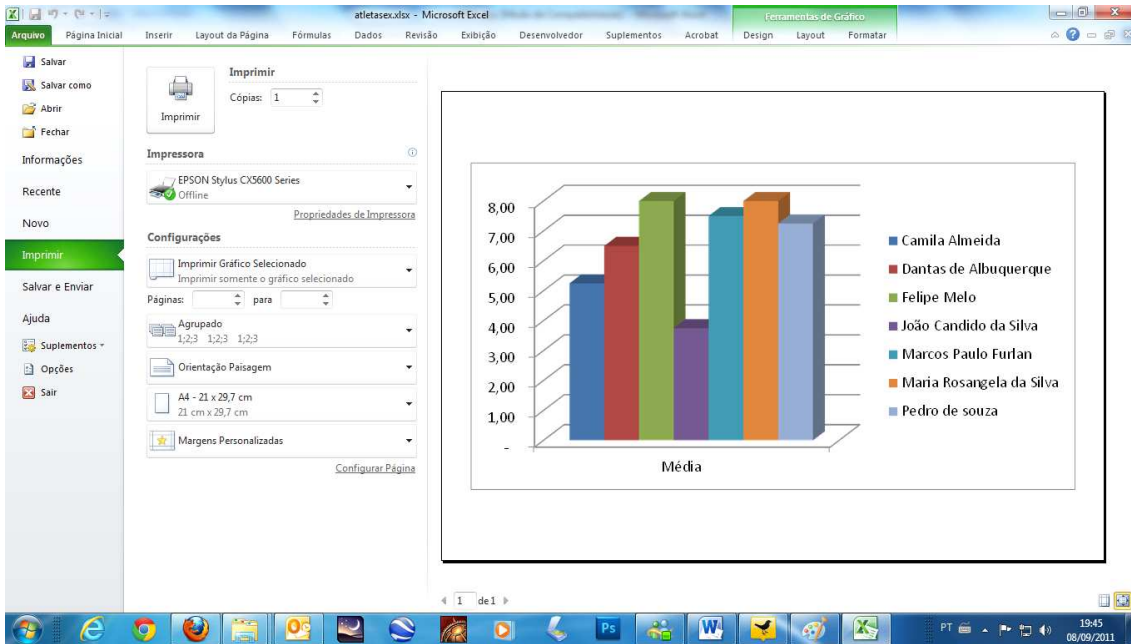 atletasex.xlsx - Microsoft Excel
Ferramentas de Gráfico
Arquivo Página Inicial Inserir Layout da Página Fórmulas Dados Revisão Exibição Desenvolvedor Suplementos Acrobat Design Layout Formatar
Salvar
Salvar como
Abrir
Fechar
Informações
Recente
Novo
Imprimir
Salvar e Enviar
Ajuda
Suplementos
Opções
Sair
Imprimir
Imprimir
Cópias: 1
Impressora
EPSON Stylus CX5600 Series
Offline
Propriedades de Impressora
Configurações
Imprimir Gráfico Selecionado
Imprimir somente o gráfico selecionado
Páginas: para
Agrupado
1;2;3 1;2;3 1;2;3
Orientação Paisagem
A4 - 21 x 29,7 cm
21 cm x 29,7 cm
Margens Personalizadas
Configurar Página
8,00
7,00
6,00
5,00
4,00
3,00
2,00
1,00
-
Média
Camila Almeida
Dantas de Albuquerque
Felipe Melo
João Candido da Silva
Marcos Paulo Furlan
Maria Rosangela da Silva
Pedro de souza
1 de 1
Ps
PT
19:45
08/09/2011